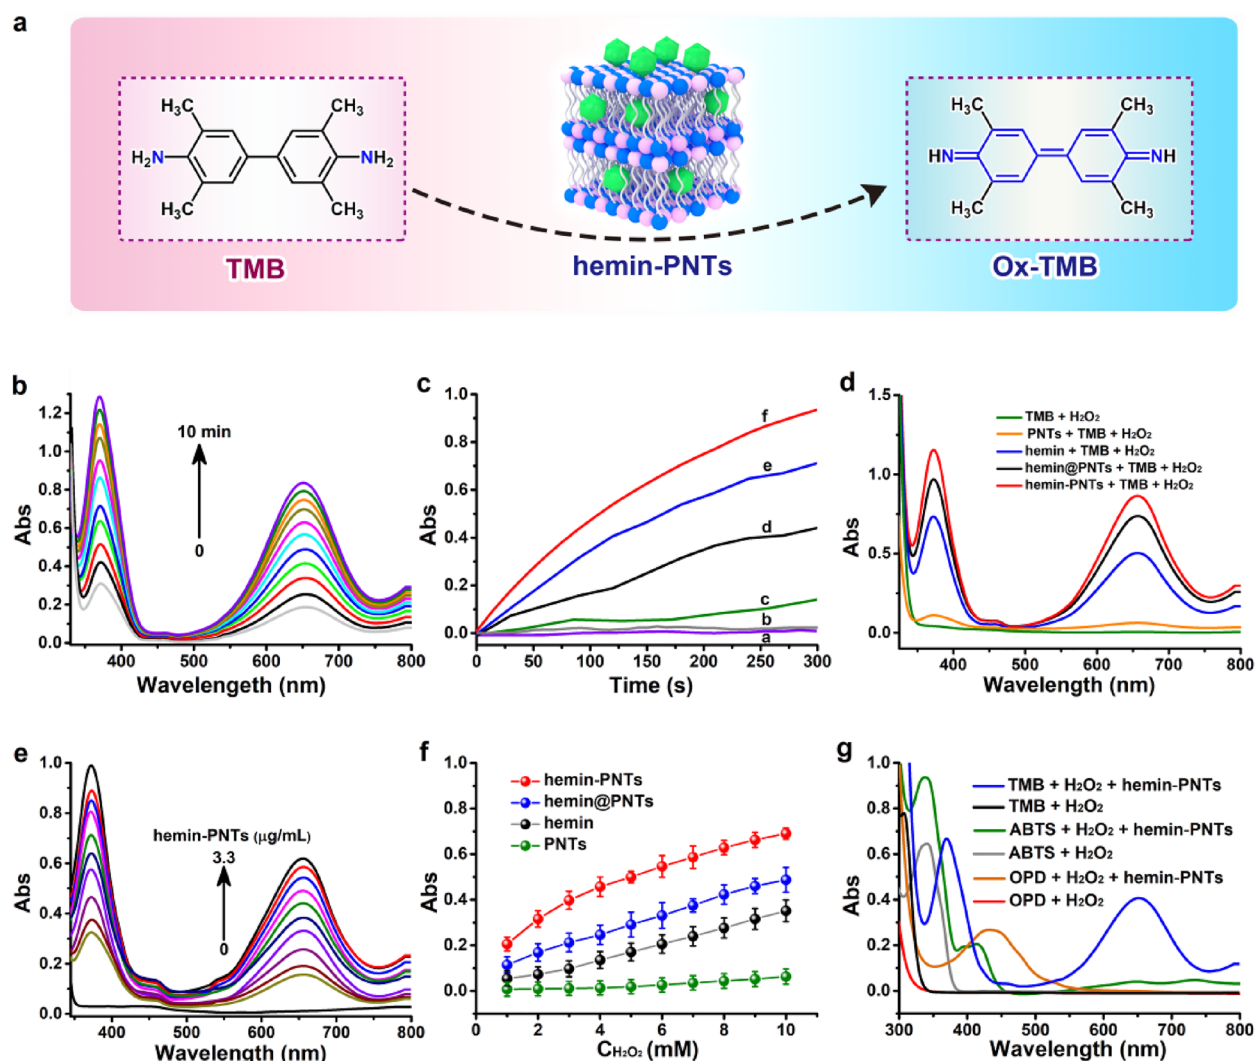 a
CH₃
CH₃
H₂N
NH₂
CH₃
CH₃
TMB
hemin-PNTs
CH₃
CH₃
HN
NH
CH₃
CH₃
Ox-TMB
b
10 min
0
Abs
1.2
1.0
0.8
0.6
0.4
0.2
0.0
400
500
600
700
800
Wavelengeth (nm)
c
Abs
1.0
0.8
0.6
0.4
0.2
0.0
f
e
d
c
b
a
0
50
100
150
200
250
300
Time (s)
d
Abs
1.5
1.0
0.5
0.0
TMB + H₂O₂
PNTs + TMB + H₂O₂
hemin + TMB + H₂O₂
hemin@PNTs + TMB + H₂O₂
hemin-PNTs + TMB + H₂O₂
400
500
600
700
800
Wavelength (nm)
e
Abs
1.0
0.8
0.6
0.4
0.2
0.0
hemin-PNTs (μg/mL)
3.3
0
400
500
600
700
800
Wavelength (nm)
f
Abs
1.0
0.8
0.6
0.4
0.2
0.0
hemin-PNTs
hemin@PNTs
hemin
PNTs
0
2
4
6
8
10
C H₂O₂ (mM)
g
Abs
1.0
0.8
0.6
0.4
0.2
0.0
TMB + H₂O₂ + hemin-PNTs
TMB + H₂O₂
ABTS + H₂O₂ + hemin-PNTs
ABTS + H₂O₂
OPD + H₂O₂ + hemin-PNTs
OPD + H₂O₂
300
400
500
600
700
800
Wavelength (nm)